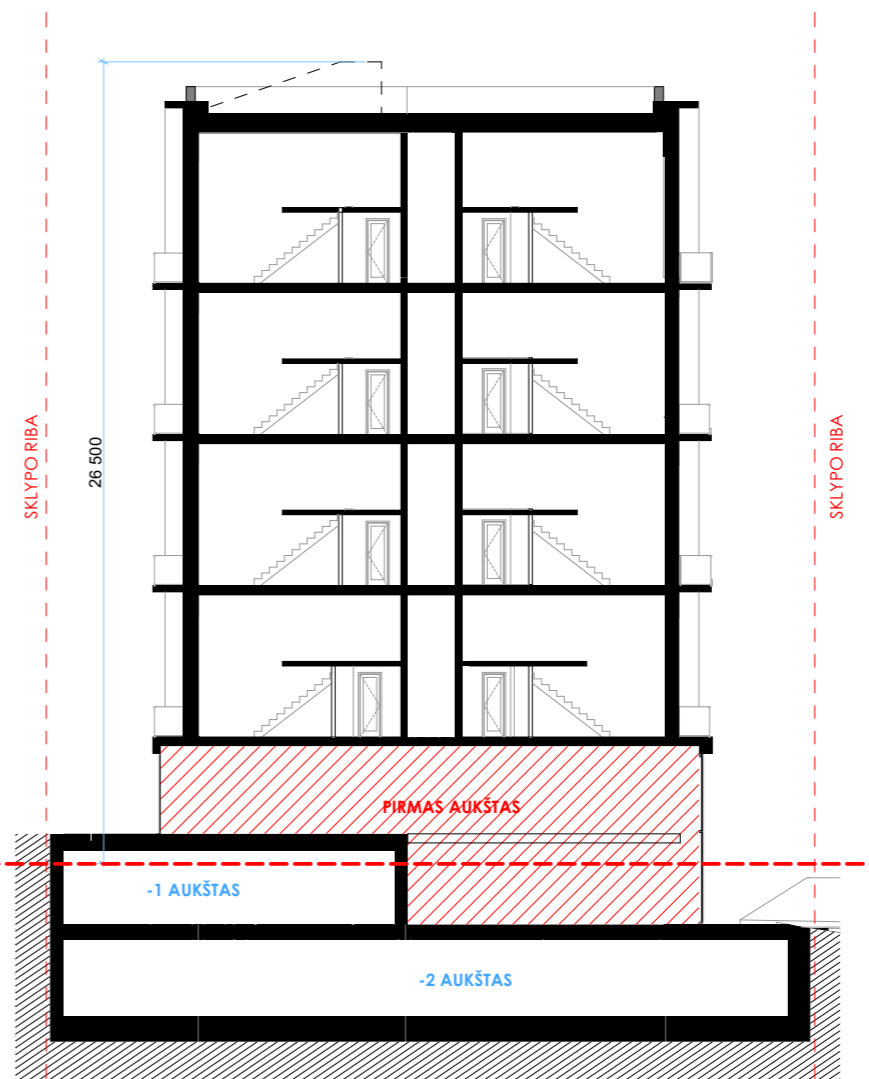 SKLYPO RIBA
26 500
SKLYPO RIBA
PIRMAS AUKŠTAS
-1 AUKŠTAS
-2 AUKŠTAS